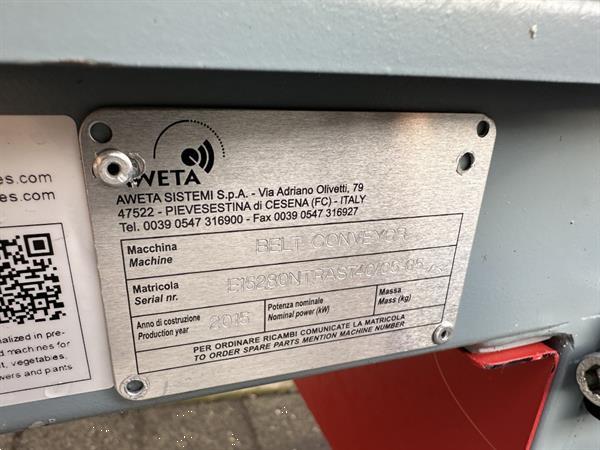 es.com
es.com
alized in pre-
d machines for
t, vegetables,
wers and plants
AWETA
AWETA SISTEMI S.p.A. - Via Adriano Olivetti, 79
47522 - PIEVESESTINA di CESENA (FC) - ITALY
Tel. 0039 0547 316900 - Fax 0039 0547 316927
Macchina
Machine
BELT CONVEYOR
Matricola
Serial nr.
Anno di costruzione
Production year
2015
Potenza nominale
Nominal power (kW)
Massa
Mass (kg)
PER ORDINARE RICAMBI COMUNICATE LA MATRICOLA
TO ORDER SPARE PARTS MENTION MACHINE NUMBER